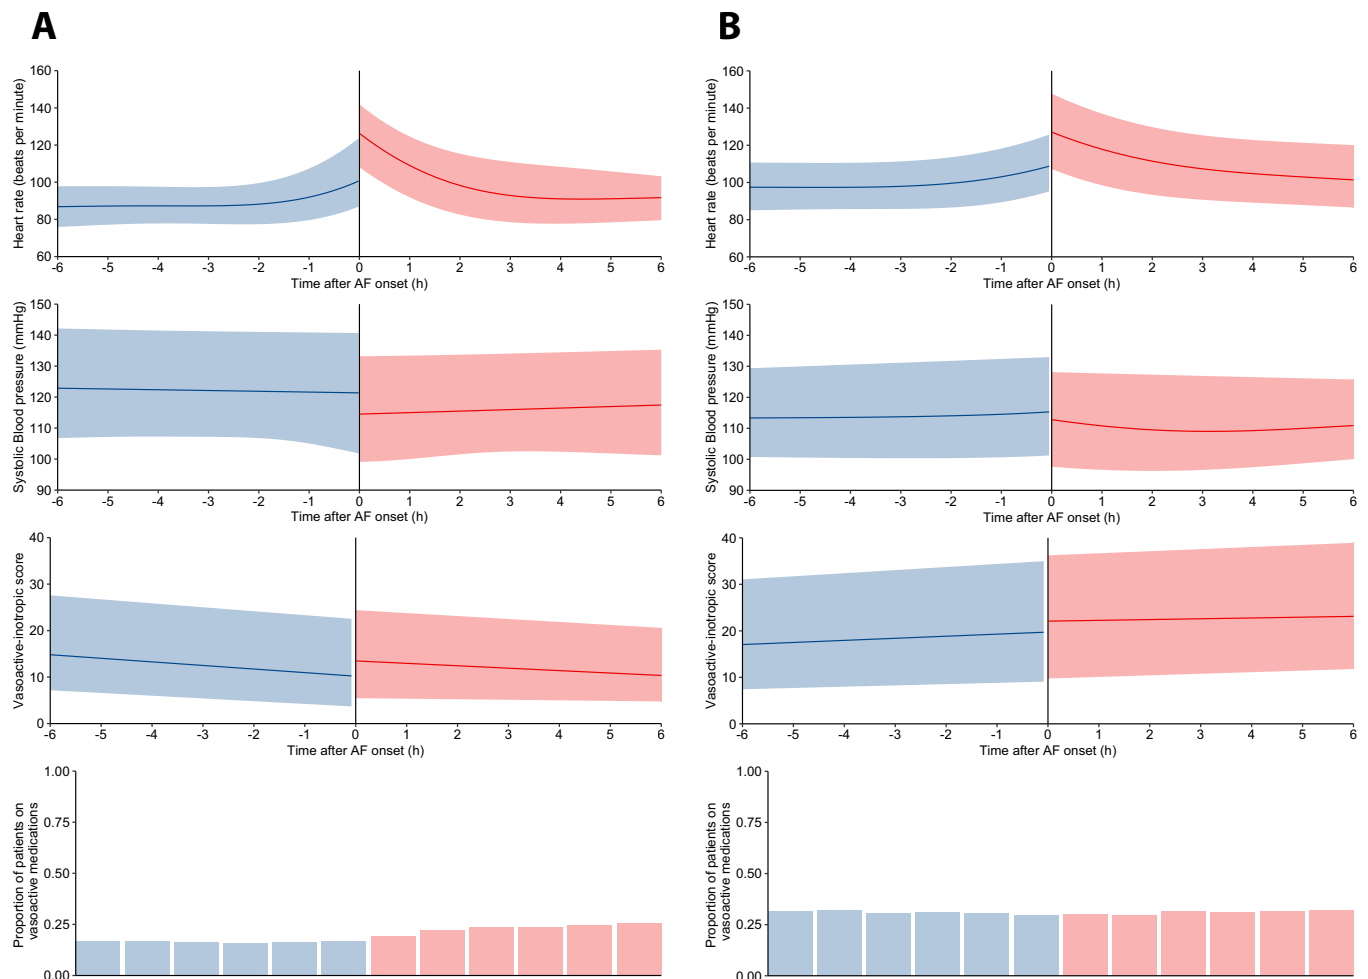 A
B
Heart rate (beats per minute)
160
140
120
100
80
60
-6 -5 -4 -3 -2 -1 0 1 2 3 4 5 6
Time after AF onset (h)
Heart rate (beats per minute)
160
140
120
100
80
60
-6 -5 -4 -3 -2 -1 0 1 2 3 4 5 6
Time after AF onset (h)
Systolic Blood pressure (mmHg)
150
140
130
120
110
100
90
-6 -5 -4 -3 -2 -1 0 1 2 3 4 5 6
Time after AF onset (h)
Systolic Blood pressure (mmHg)
150
140
130
120
110
100
90
-6 -5 -4 -3 -2 -1 0 1 2 3 4 5 6
Time after AF onset (h)
Vasoactive-inotropic score
40
30
20
10
0
-6 -5 -4 -3 -2 -1 0 1 2 3 4 5 6
Time after AF onset (h)
Vasoactive-inotropic score
40
30
20
10
0
-6 -5 -4 -3 -2 -1 0 1 2 3 4 5 6
Time after AF onset (h)
Proportion of patients on
vasoactive medications
1.00
0.75
0.50
0.25
0.00
Proportion of patients on
vasoactive medications
1.00
0.75
0.50
0.25
0.00